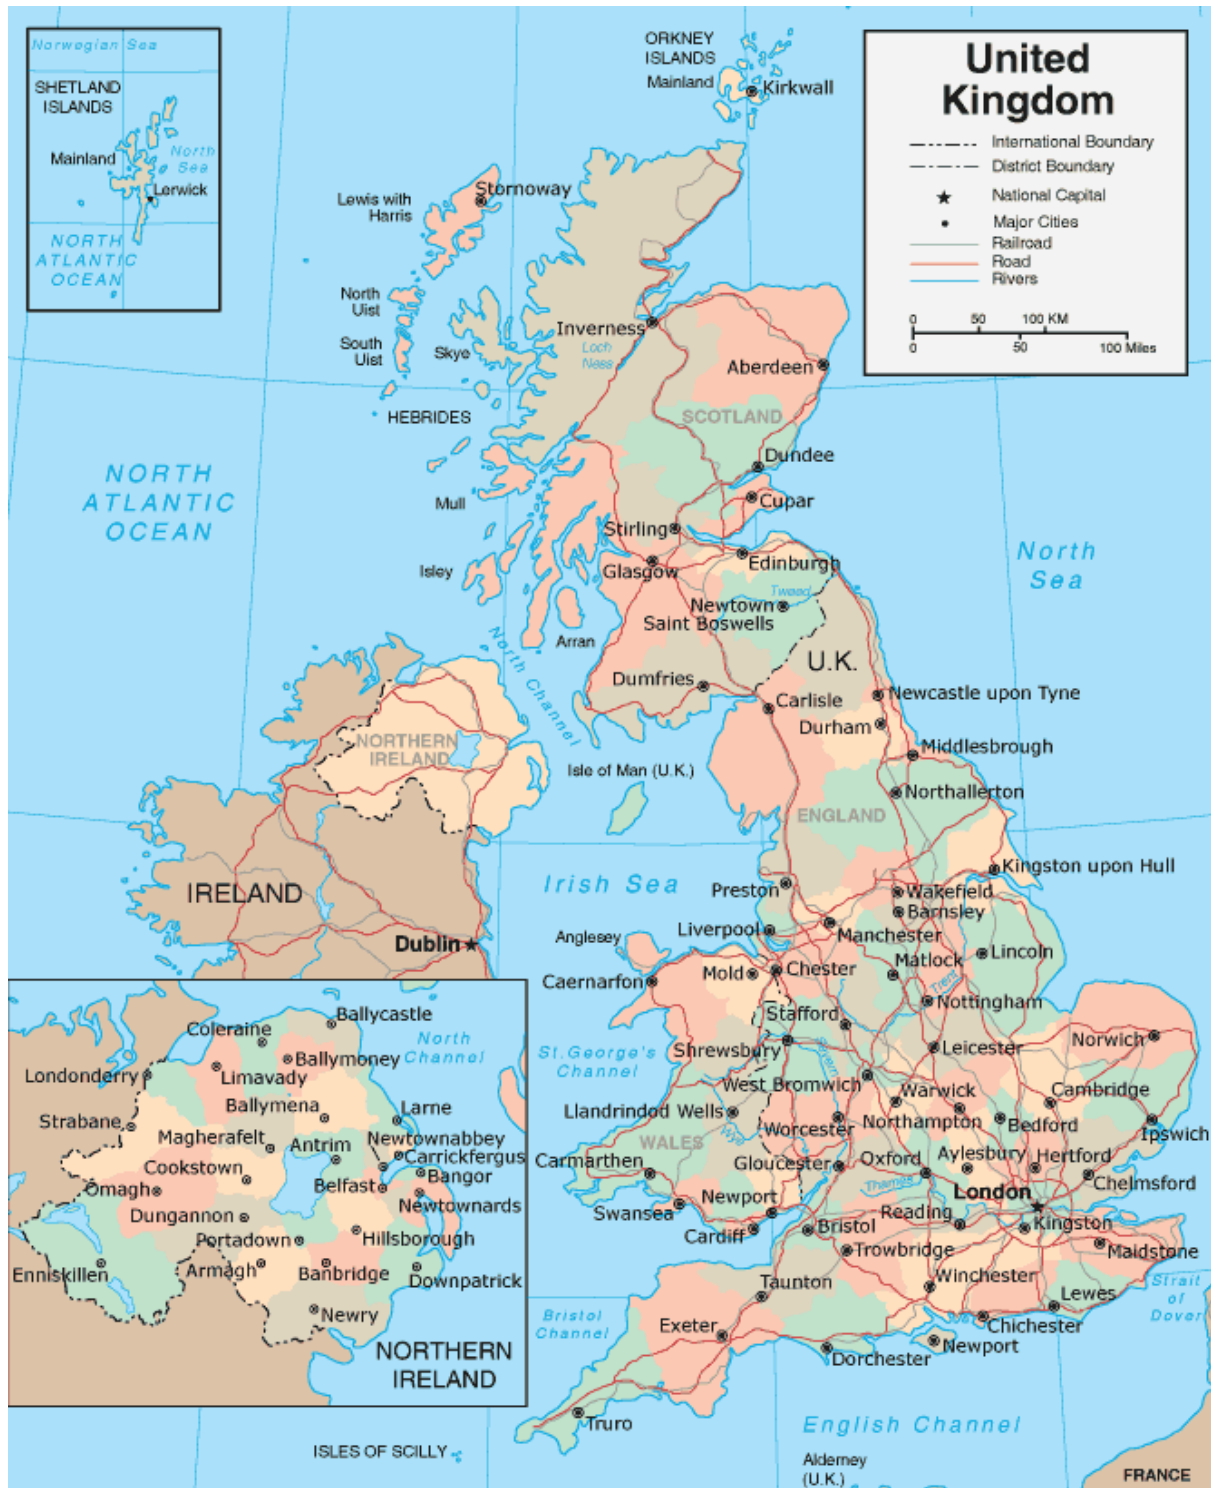 Norwegian Sea
SHETLAND
ISLANDS
Mainland
North
Sea
Lerwick
NORTH
ATLANTIC
OCEAN
ORKNEY
ISLANDS
Mainland
Kirkwall
United
Kingdom
International Boundary
District Boundary
National Capital
Major Cities
Railroad
Road
Rivers
0 50 100 KM
0 50 100 Miles
Stornoway
Lewis with
Harris
North
Uist
South
Uist
Skye
Inverness
Loch
Ness
Aberdeen
HEBRIDES
SCOTLAND
Dundee
NORTH
ATLANTIC
OCEAN
Mull
Cupar
Stirling
Isley
Glasgow
Edinburgh
North
Sea
Tweed
Newtown
Saint Boswells
Arran
North Channel
U.K.
Dumfries
Carlisle
Newcastle upon Tyne
Durham
NORTHERN
IRELAND
Isle of Man (U.K.)
Middlesbrough
Northallerton
ENGLAND
IRELAND
Irish Sea
Preston
Kingston upon Hull
Wakefield
Barnsley
Dublin
Anglesey
Liverpool
Manchester
Lincoln
Caernarfon
Mold
Chester
Matlock
Trent
Nottingham
Stafford
St.George's
Channel
Shrewsbury
Severn
Leicester
Norwich
West Bromwich
Warwick
Cambridge
Llandrindod Wells
Worcester
Northampton
Bedford
Ipswich
WALES
Wye
Carmarthen
Gloucester
Oxford
Aylesbury
Hertford
Thames
Chelmsford
London
Swansea
Newport
Cardiff
Bristol
Reading
Kingston
Trowbridge
Maidstone
Taunton
Winchester
Lewes
Strait
of
Dover
Bristol
Channel
Exeter
Chichester
Newport
Dorchester
Truro
English Channel
ISLES OF SCILLY
Alderney
(U.K.)
FRANCE
Ballycastle
Coleraine
North
Channel
Ballymoney
Londonderry
Limavady
Ballymena
Larne
Strabane
Magherafelt
Antrim
Newtownabbey
Carrickfergus
Cookstown
Bangor
Omagh
Belfast
Newtownards
Dungannon
Portadown
Hillsborough
Enniskillen
Armagh
Banbridge
Downpatrick
Newry
NORTHERN
IRELAND